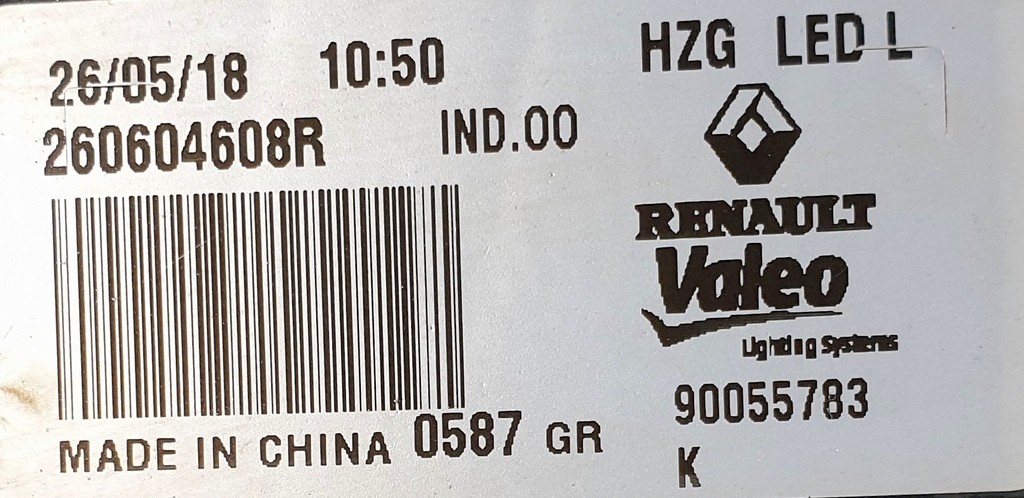 26/05/18 10:50 HZG LED L
260604608R IND.00
RENAULT
Valeo
Lighting Systems
90055783
MADE IN CHINA 0587 GR
K